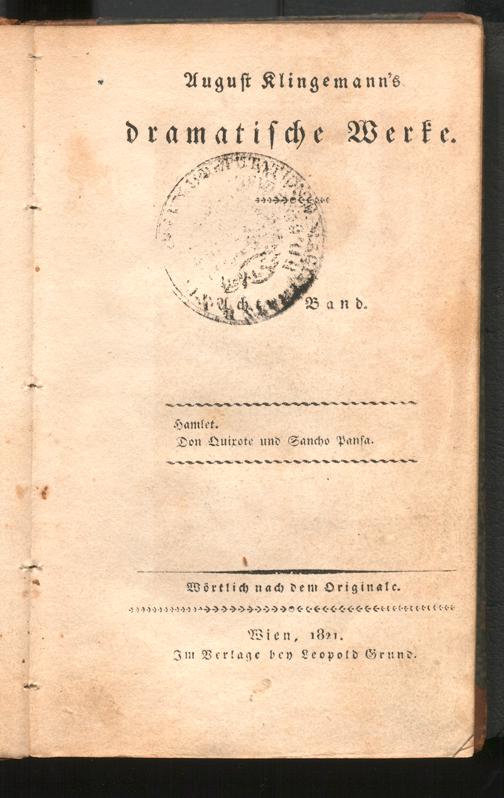 August Klingemann's
dramatische Werke.
Achter Band.
Hamlet.
Don Quixote und Sancho Pansa.
Wörtlich nach dem Originale.
Wien, 1821.
Im Verlage bey Leopold Grund.